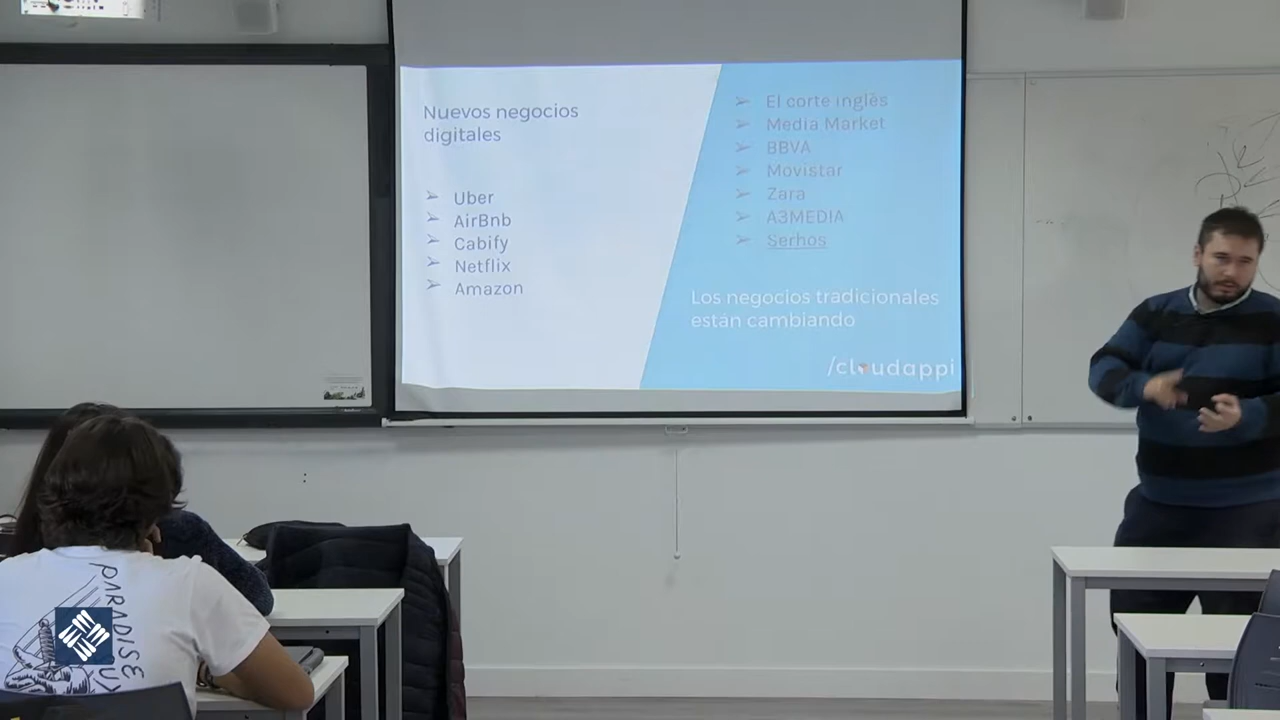 Nuevos negocios
digitales
➢ Uber
➢ AirBnb
➢ Cabify
➢ Netflix
➢ Amazon
➢ El corte inglès
➢ Media Market
➢ BBVA
➢ Movistar
➢ Zara
➢ A3MEDIA
➢ Serhos
Los negocios tradicionales
están cambiando
/cloudappi
PARADISE